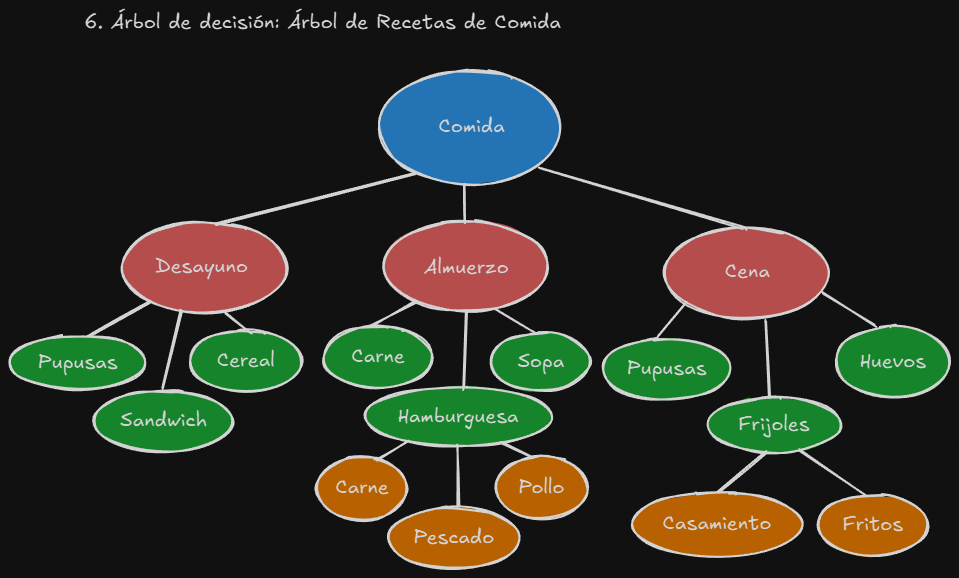 6. Árbol de decisión: Árbol de Recetas de Comida
Comida
Desayuno
Almuerzo
Cena
Pupusas
Sandwich
Cereal
Carne
Hamburguesa
Sopa
Pupusas
Frijoles
Huevos
Carne
Pescado
Pollo
Casamiento
Fritos